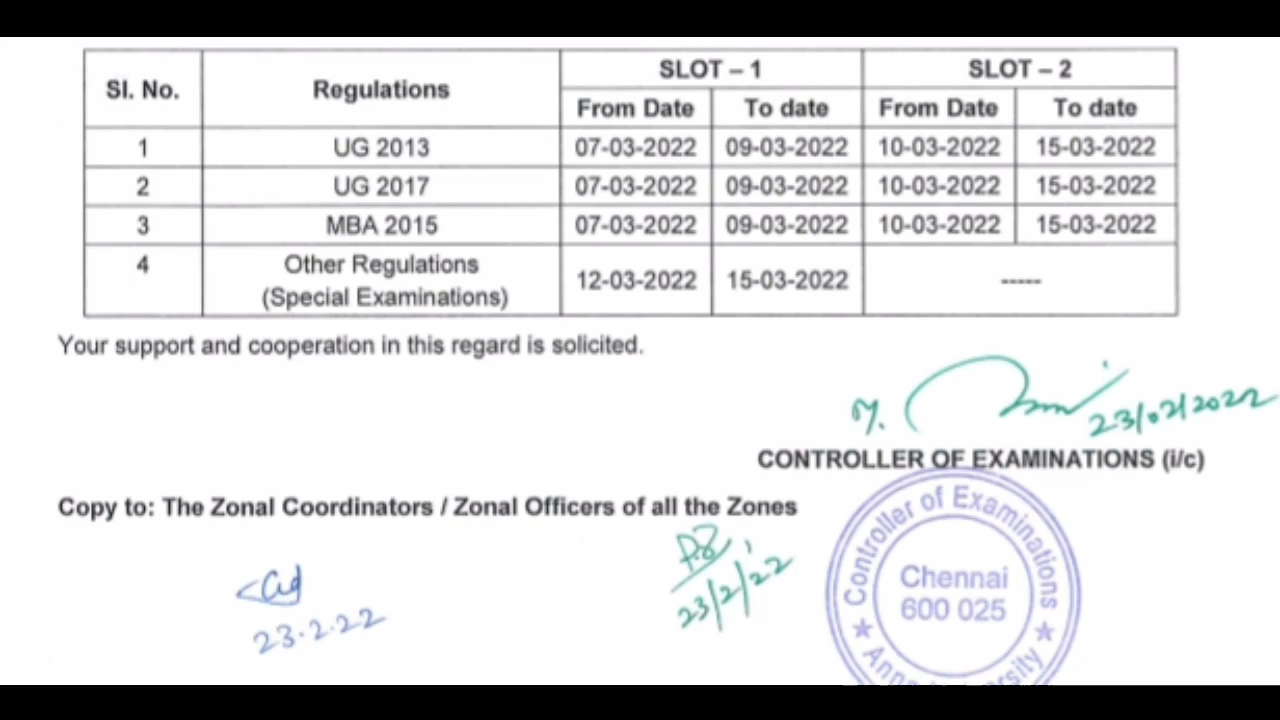 Sl. No. Regulations SLOT – 1 SLOT – 2
From Date To date From Date To date
1 UG 2013 07-03-2022 09-03-2022 10-03-2022 15-03-2022
2 UG 2017 07-03-2022 09-03-2022 10-03-2022 15-03-2022
3 MBA 2015 07-03-2022 09-03-2022 10-03-2022 15-03-2022
4 Other Regulations
(Special Examinations) 12-03-2022 15-03-2022 -----
Your support and cooperation in this regard is solicited.
23/02/2022
CONTROLLER OF EXAMINATIONS (i/c)
Copy to: The Zonal Coordinators / Zonal Officers of all the Zones
23.2.22
23/2/22
Controller of Examinations
Chennai
600 025